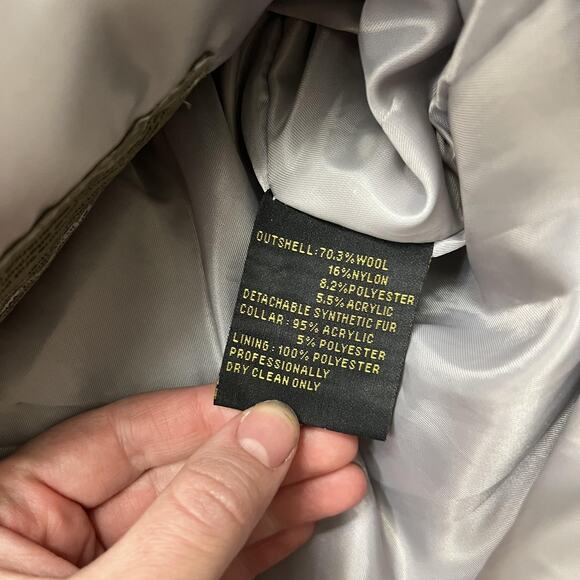 OUTSHELL:70.3%WOOL
16%NYLON
8.2%POLYESTER
5.5%ACRYLIC
DETACHABLE SYNTHETIC FUR
COLLAR: 95% ACRYLIC
5% POLYESTER
LINING: 100% POLYESTER
PROFESSIONALLY
DRY CLEAN ONLY